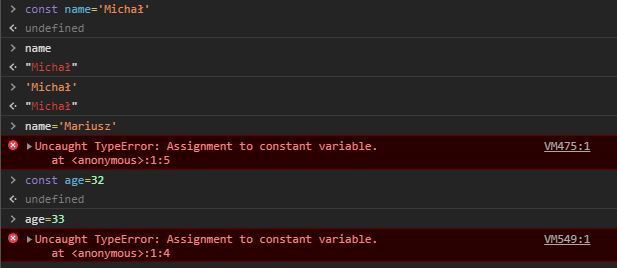 > const name='Michał'
undefined
> name
"Michał"
> 'Michał'
"Michał"
> name='Mariusz'
Uncaught TypeError: Assignment to constant variable. VM475:1
at <anonymous>:1:5
> const age=32
undefined
> age=33
Uncaught TypeError: Assignment to constant variable. VM549:1
at <anonymous>:1:4